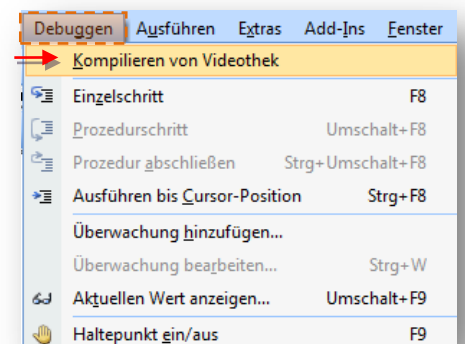 Debuggen Ausführen Extras Add-Ins Fenster
Kompilieren von Videothek
Einzelschritt F8
Prozedurschritt Umschalt+F8
Prozedur abschließen Strg+Umschalt+F8
Ausführen bis Cursor-Position Strg+F8
Überwachung hinzufügen...
Überwachung bearbeiten... Strg+W
Aktuellen Wert anzeigen... Umschalt+F9
Haltepunkt ein/aus F9